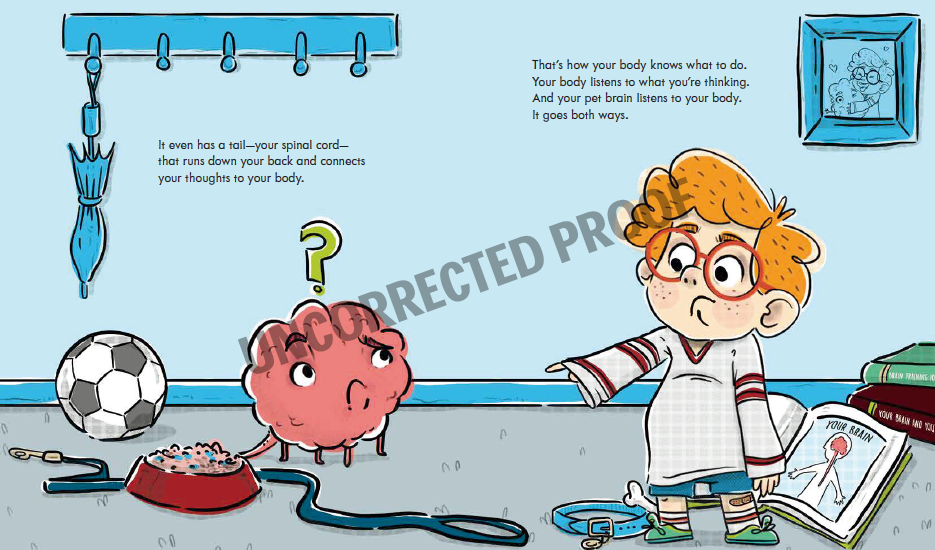 It even has a tail—your spinal cord—
that runs down your back and connects
your thoughts to your body.
That's how your body knows what to do.
Your body listens to what you're thinking.
And your pet brain listens to your body.
It goes both ways.
?
UNCORRECTED PROOF
BRAIN TRAINING
YOUR BRAIN AND YOU
YOUR BRAIN